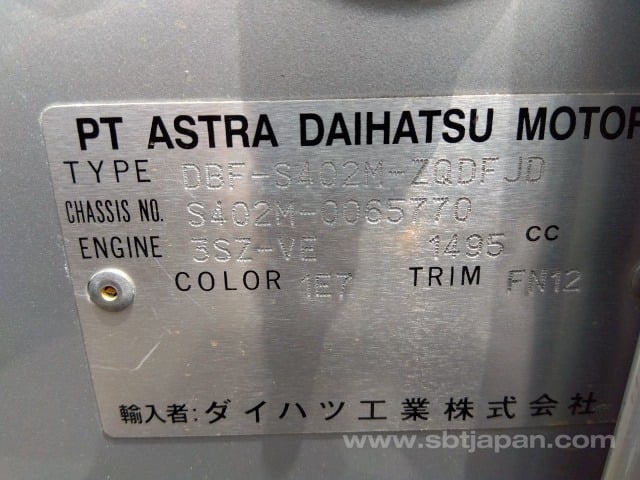 PT ASTRA DAIHATSU MOTOR
TYPE DBF-S402M-ZQDFJD
CHASSIS NO. S402M-0065770
ENGINE 3SZ-VE 1495 CC
COLOR 1E7 TRIM FN12
輸入者: ダイハツ工業株式会社
www.sbtjapan.com